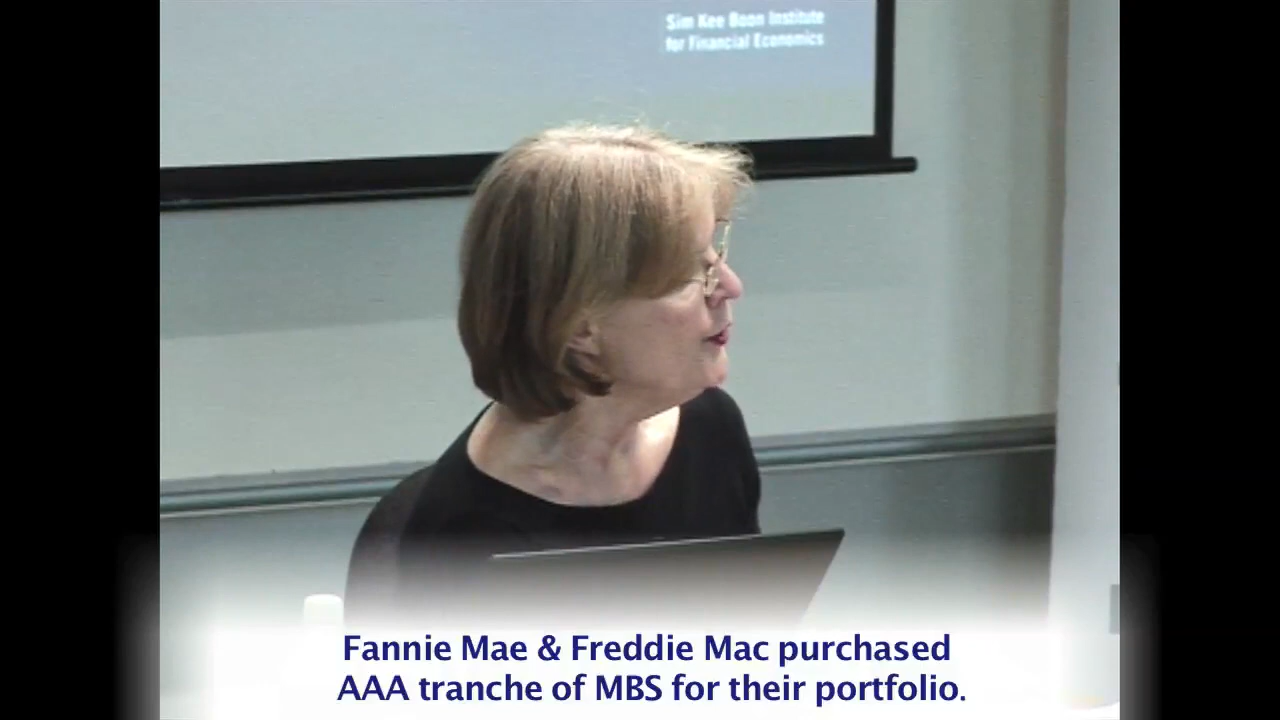 Sim Kee Boon Institute
for Financial Economics
Fannie Mae & Freddie Mac purchased
AAA tranche of MBS for their portfolio.